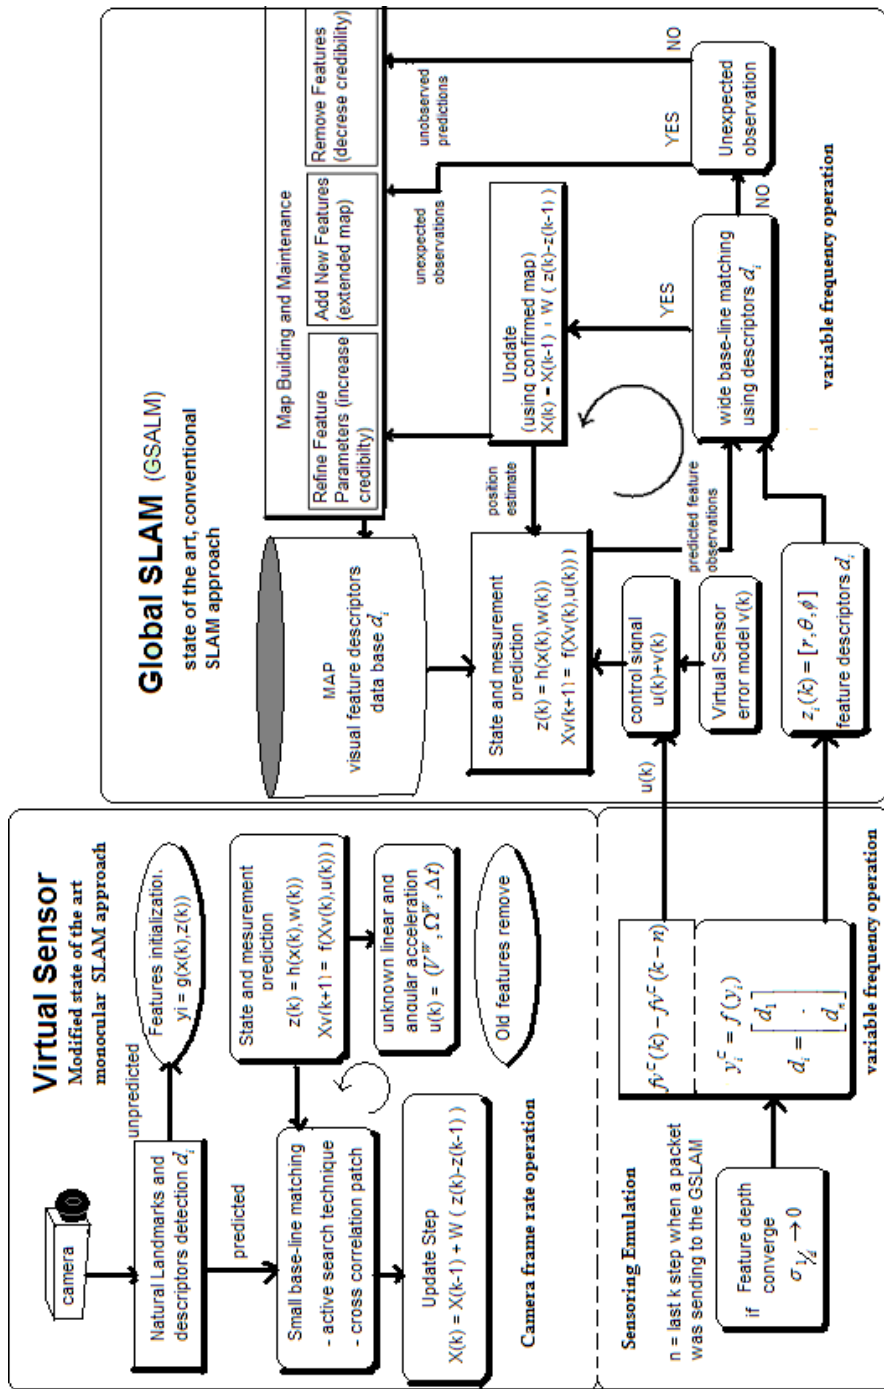 Virtual Sensor
Modified state of the art
monocular SLAM approach
camera
Natural Landmarks and
descriptors detection d_i
unpredicted
Features initialization.
yi = g(x(k),z(k))
predicted
Small base-line matching
- active search technique
- cross correlation patch
State and mesurement
prediction
z(k) = h(x(k),w(k))
Xv(k+1) = f(Xv(k),u(k)))
unknown linear and
angular acceleration
u(k) = (V^W, Ω^W, Δt)
Update Step
X(k) = X(k-1) + W ( z(k)-z(k-1) )
Old features remove
Camera frame rate operation
Sensoring Emulation
n = last k step when a packet
was sending to the GSLAM
if Feature depth
converge
σ_{1/d} → 0
fv^C(k) - fv^C(k-n)
y_i^C = f(y_i)
d_i = [d_1 . d_n]
variable frequency operation
Global SLAM (GSALM)
state of the art, conventional
SLAM approach
Map Building and Maintenance
Refine Feature
Parameters (increase
credibilty)
Add New Features
(extended map)
Remove Features
(decrese credibility)
MAP
visual feature descriptors
data base d_i
position
estimate
unexpected
observations
unobserved
predictions
State and mesurement
prediction
z(k) = h(x(k),w(k))
Xv(k+1) = f(Xv(k),u(k)))
Update
(using confirmed map)
X(k) = X(k-1) + W ( z(k)-z(k-1) )
YES
NO
u(k)
control signal
u(k)+v(k)
predicted feature
observations
YES
Virtual Sensor
error model v(k)
wide base-line matching
using descriptors d_i
NO
Unexpected
observation
z_i(k) = [r,θ,ϕ]
feature descriptors d_i
variable frequency operation